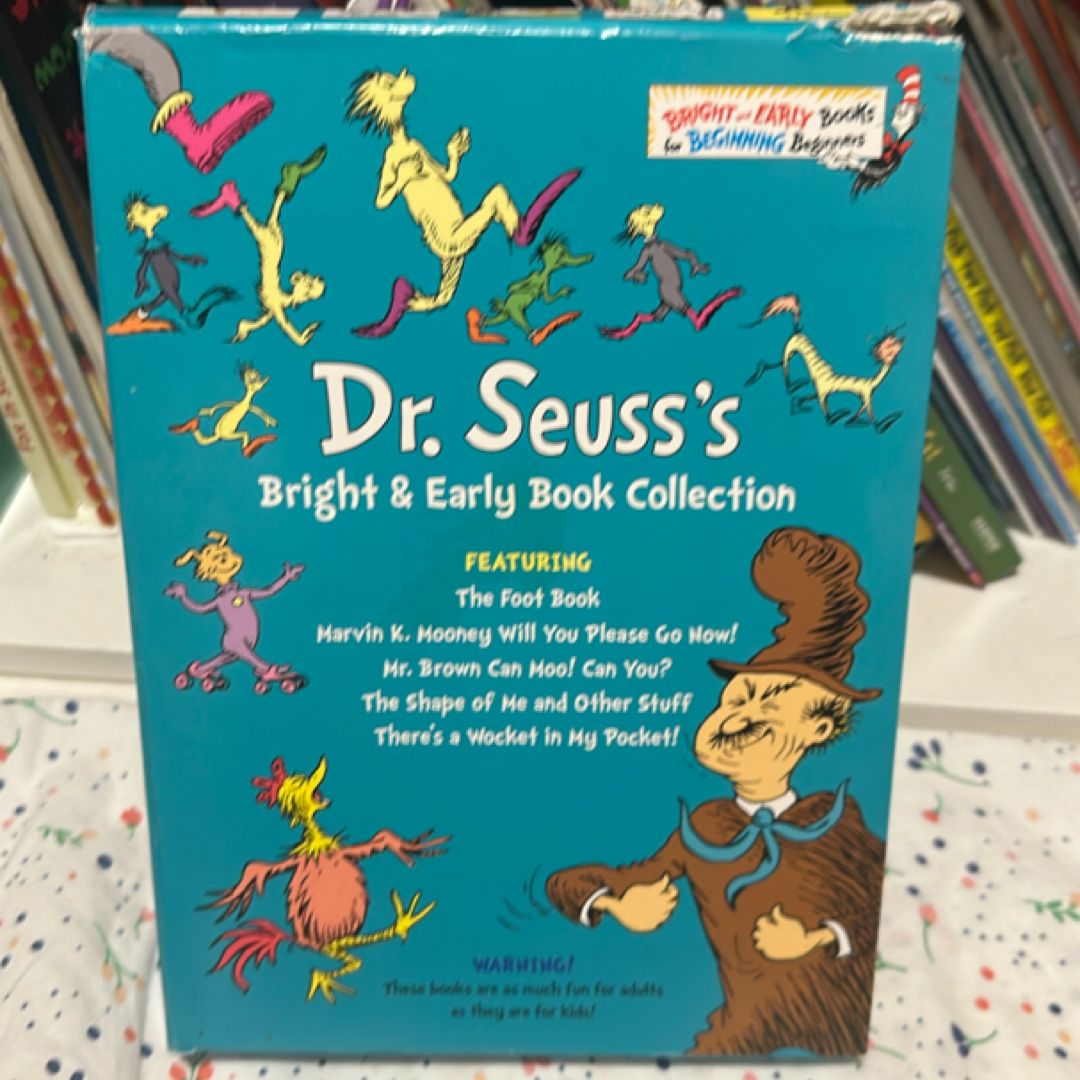 BRIGHT and EARLY BOOKS
for BEGINNING Beginners
Dr. Seuss's
Bright & Early Book Collection
FEATURING
The Foot Book
Marvin K. Mooney Will You Please Go Now!
Mr. Brown Can Moo! Can You?
The Shape of Me and Other Stuff
There's a Wocket in My Pocket!
WARNING!
These books are as much fun for adults
as they are for kids!